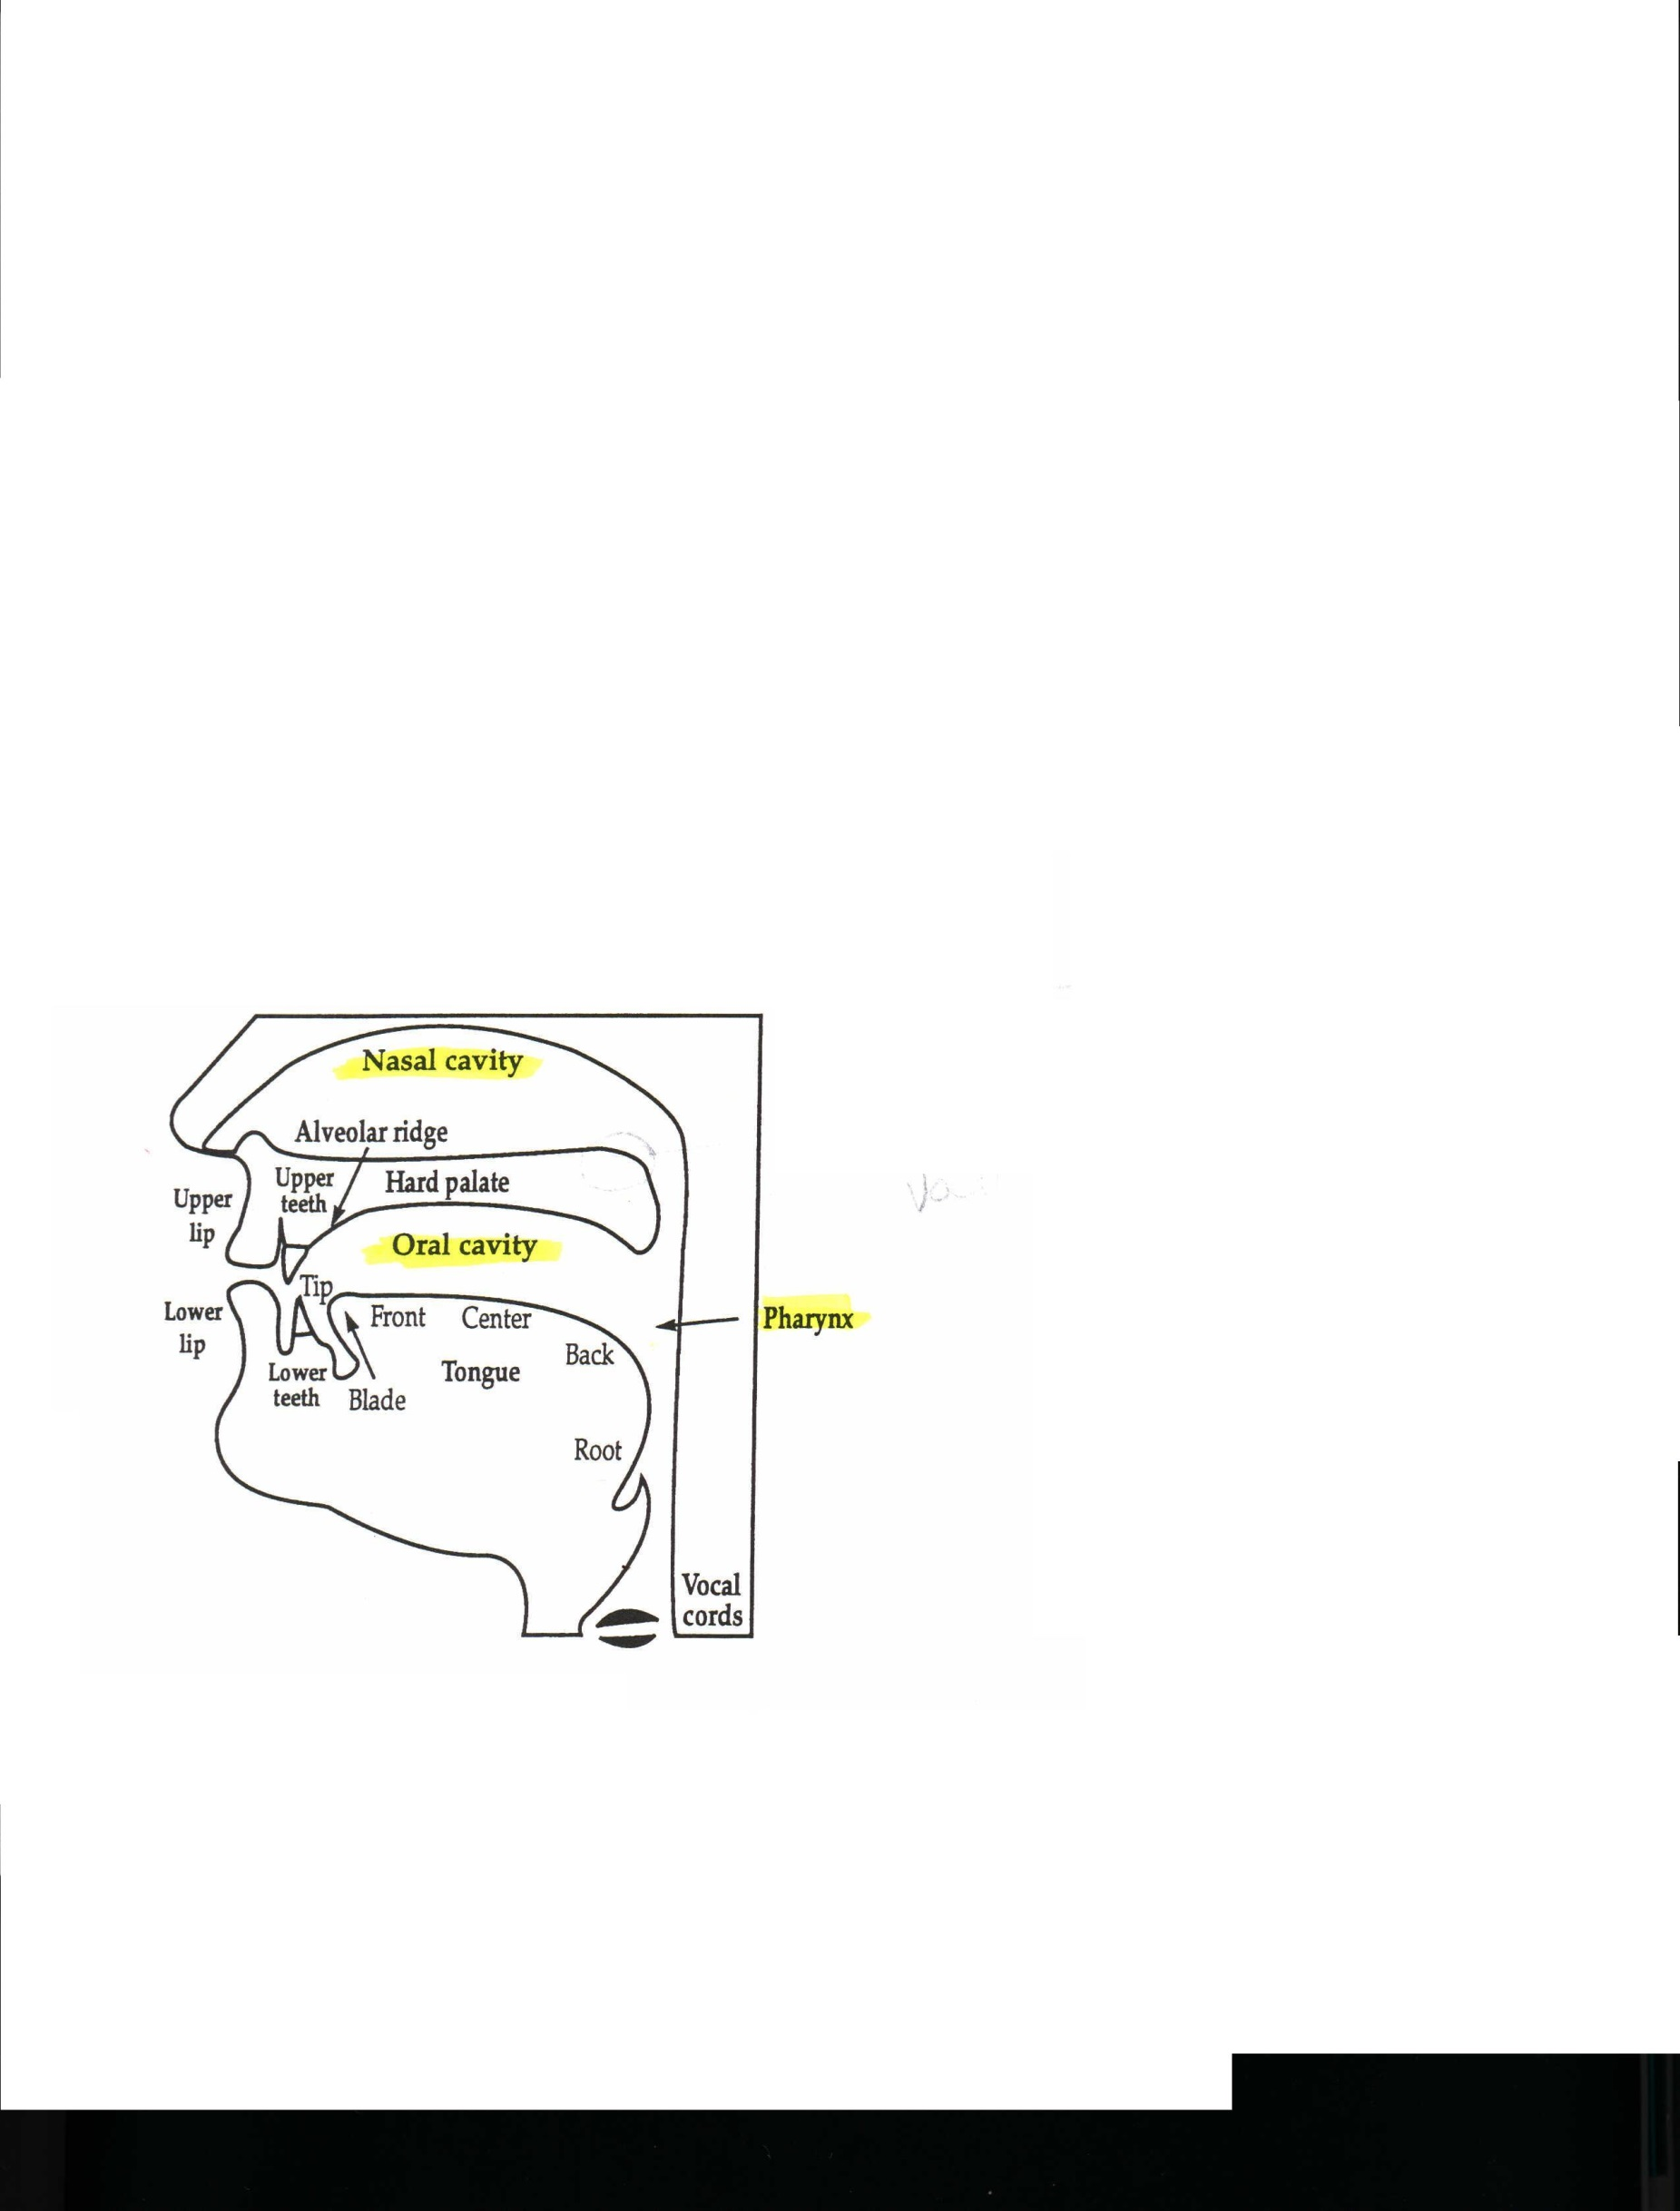 Nasal cavity
Alveolar ridge
Upper
teeth
Hard palate
Upper
lip
Oral cavity
Tip
Lower
lip
Front
Center
Pharynx
Back
Lower
teeth
Tongue
Blade
Root
Vocal
cords